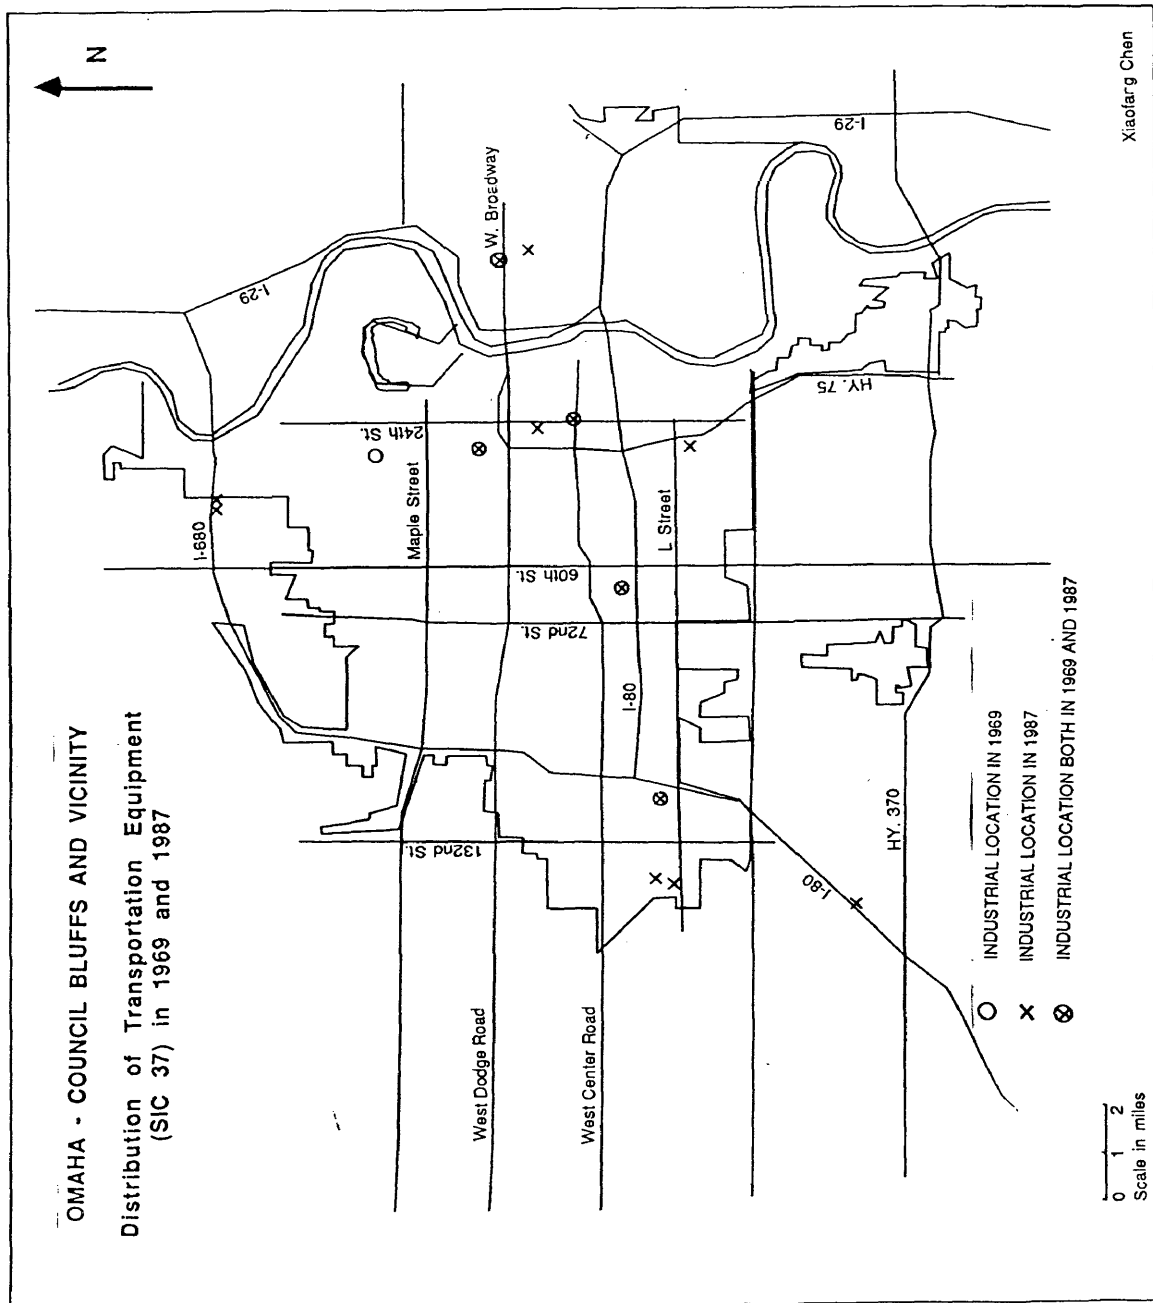 OMAHA - COUNCIL BLUFFS AND VICINITY
Distribution of Transportation Equipment
(SIC 37) in 1969 and 1987
N
I-29
W. Broadway
I-29
I-680
24th St.
Maple Street
60th St.
72nd St.
L Street
HY. 75
I-80
132nd St.
West Dodge Road
West Center Road
I-80
HY. 370
INDUSTRIAL LOCATION IN 1969
INDUSTRIAL LOCATION IN 1987
INDUSTRIAL LOCATION BOTH IN 1969 AND 1987
0 1 2
Scale in miles
Xiaofang Chen